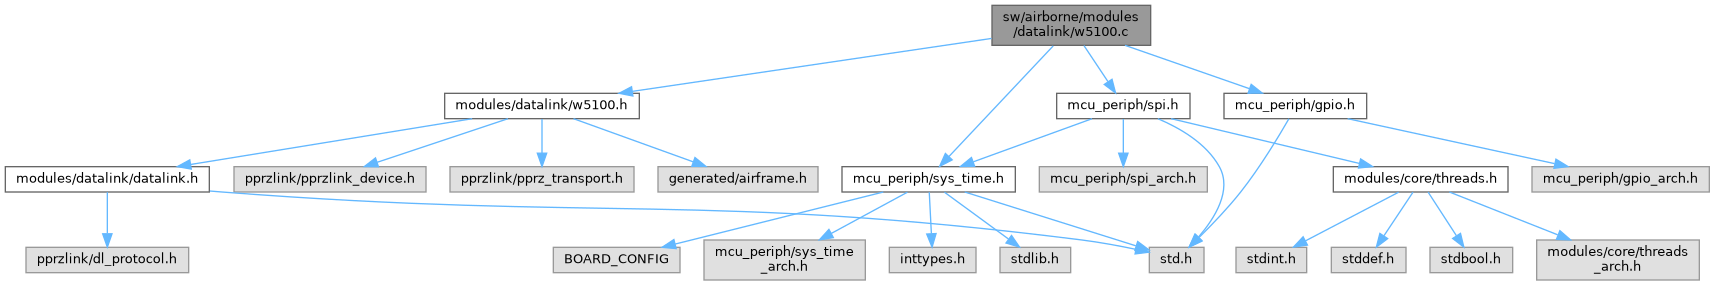 sw/airborne/modules
/datalink/w5100.c
modules/datalink/w5100.h
mcu_periph/spi.h
mcu_periph/gpio.h
modules/datalink/datalink.h
pprzlink/pprzlink_device.h
pprzlink/pprz_transport.h
generated/airframe.h
mcu_periph/sys_time.h
mcu_periph/spi_arch.h
modules/core/threads.h
mcu_periph/gpio_arch.h
pprzlink/dl_protocol.h
BOARD_CONFIG
mcu_periph/sys_time
_arch.h
inttypes.h
stdlib.h
std.h
stdint.h
stddef.h
stdbool.h
modules/core/threads
_arch.h